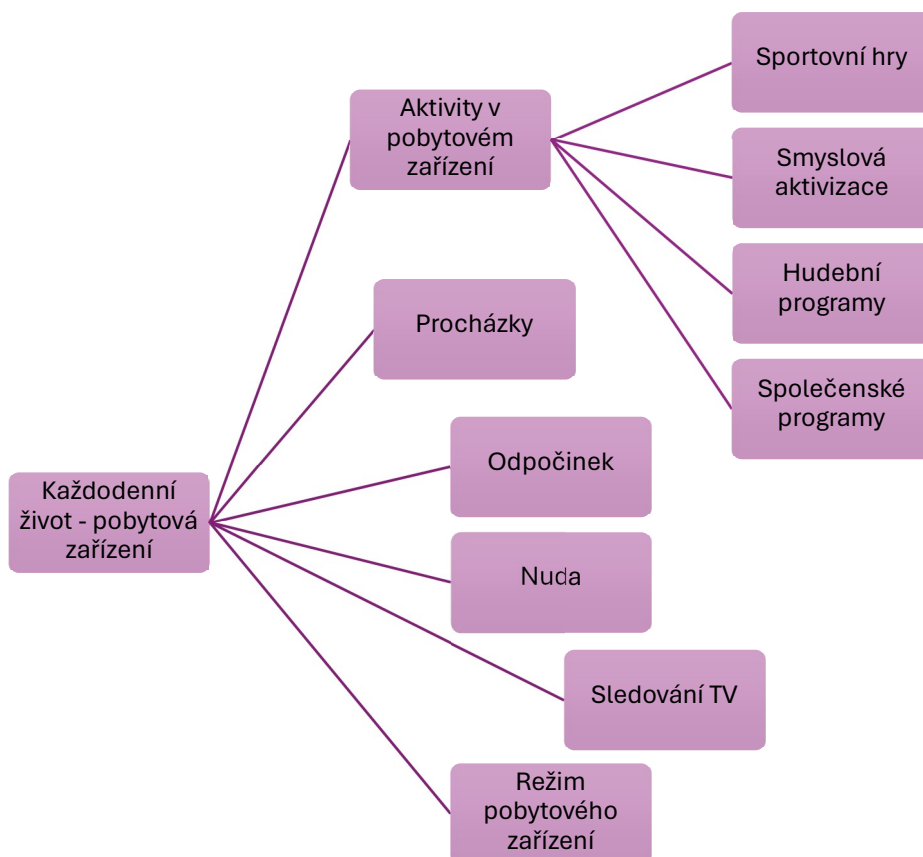 Sportovní hry
Aktivity v
pobytovém
zařízení
Smyslová
aktivizace
Hudební
programy
Procházky
Společenské
programy
Odpočinek
Každodenní
život - pobytová
zařízení
Nuda
Sledování TV
Režim
pobytového
zařízení